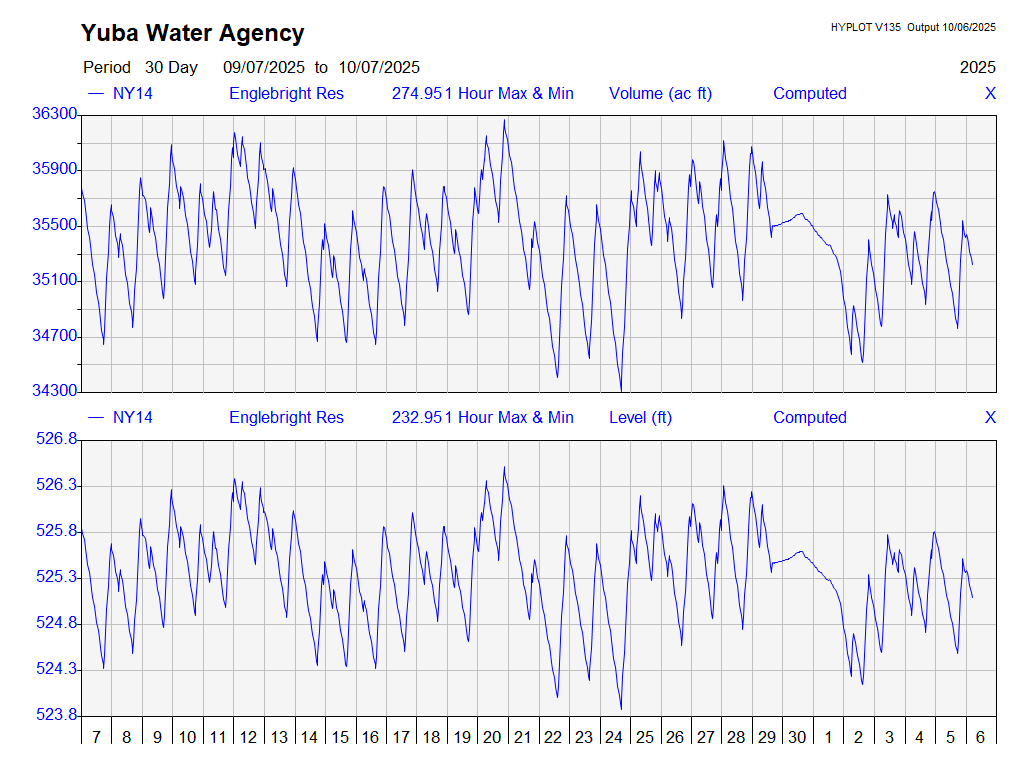 Yuba Water Agency
HYPLOT V135 Output 10/06/2025
Period 30 Day 09/07/2025 to 10/07/2025
2025
NY14 Englebright Res 274.951 Hour Max & Min Volume (ac ft) Computed X
36300
35900
35500
35100
34700
34300
NY14 Englebright Res 232.951 Hour Max & Min Level (ft) Computed X
526.8
526.3
525.8
525.3
524.8
524.3
523.8
7 8 9 10 11 12 13 14 15 16 17 18 19 20 21 22 23 24 25 26 27 28 29 30 1 2 3 4 5 6